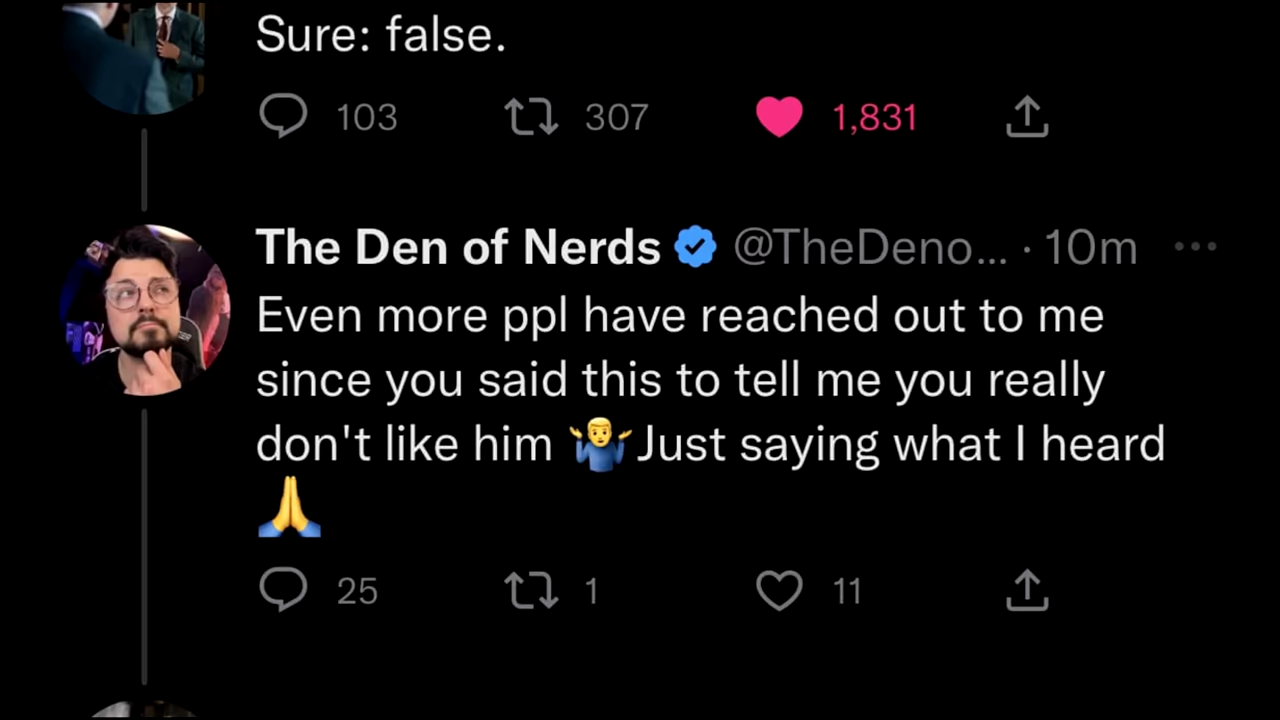 Sure: false.
103 307 1,831
The Den of Nerds @TheDeno... · 10m
Even more ppl have reached out to me
since you said this to tell me you really
don't like him 🤷‍♂️Just saying what I heard
🙏
25 1 11